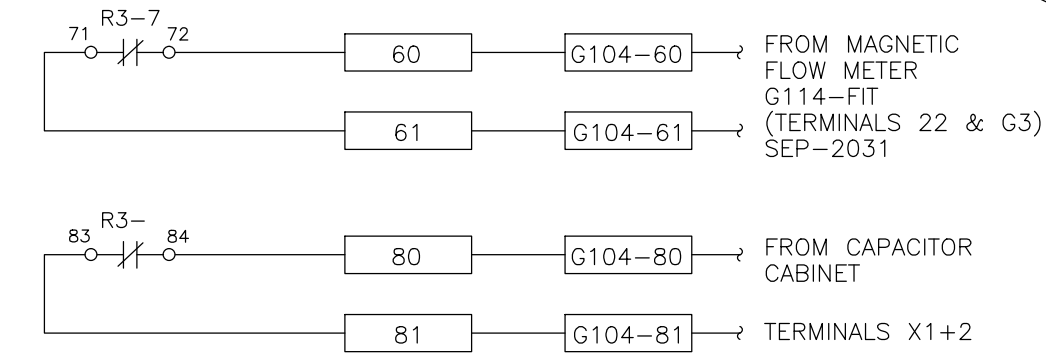 R3-7
71 72
60
G104-60
FROM MAGNETIC
FLOW METER
G114-FIT
(TERMINALS 22 & G3)
SEP-2031
61
G104-61
R3-
83 84
80
G104-80
FROM CAPACITOR
CABINET
81
G104-81
TERMINALS X1+2